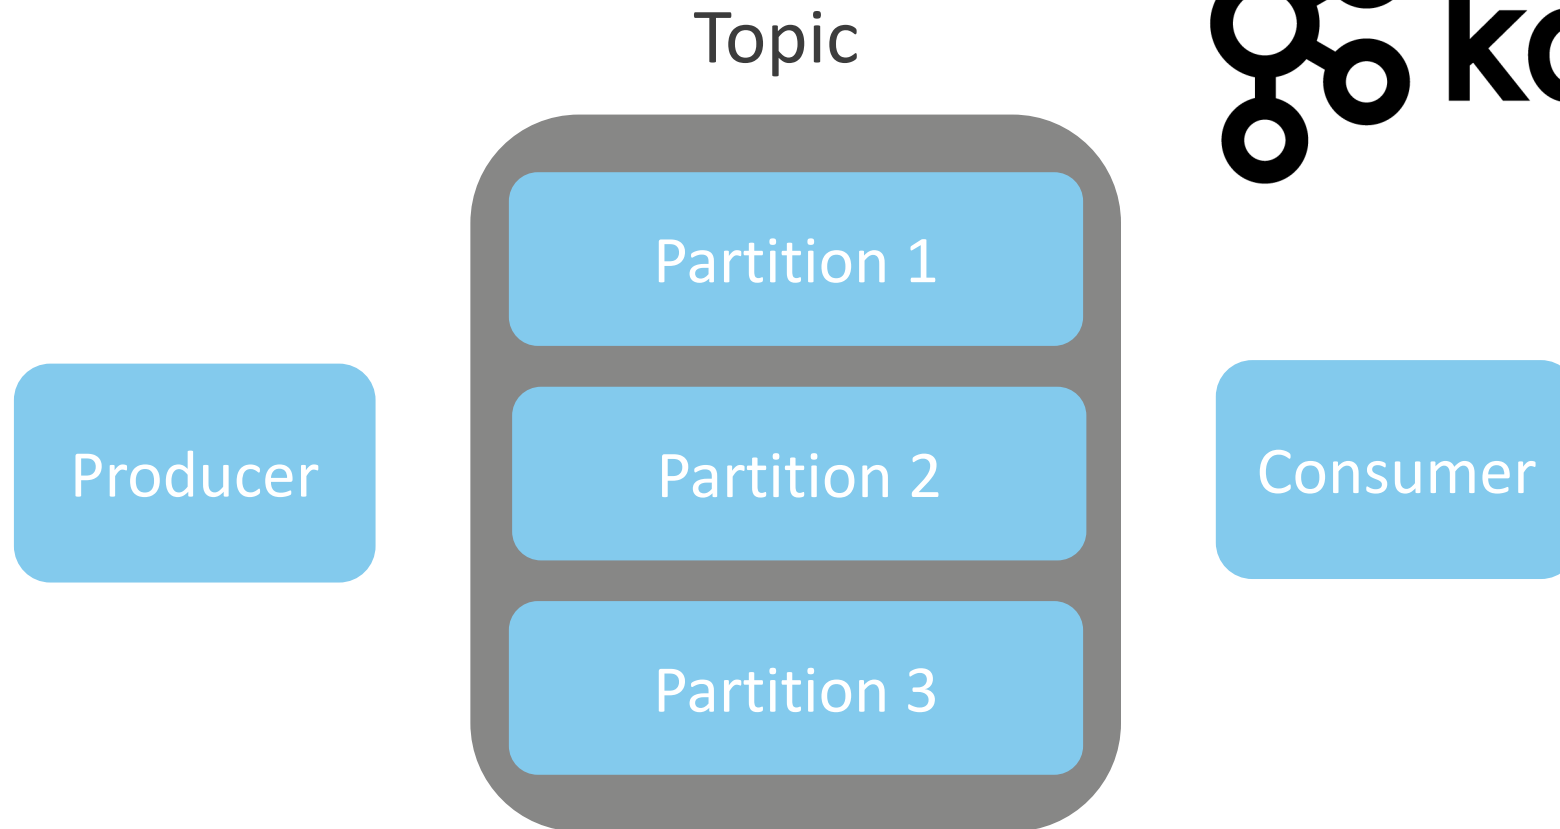 Topic
Partition 1
Producer
Partition 2
Consumer
Partition 3